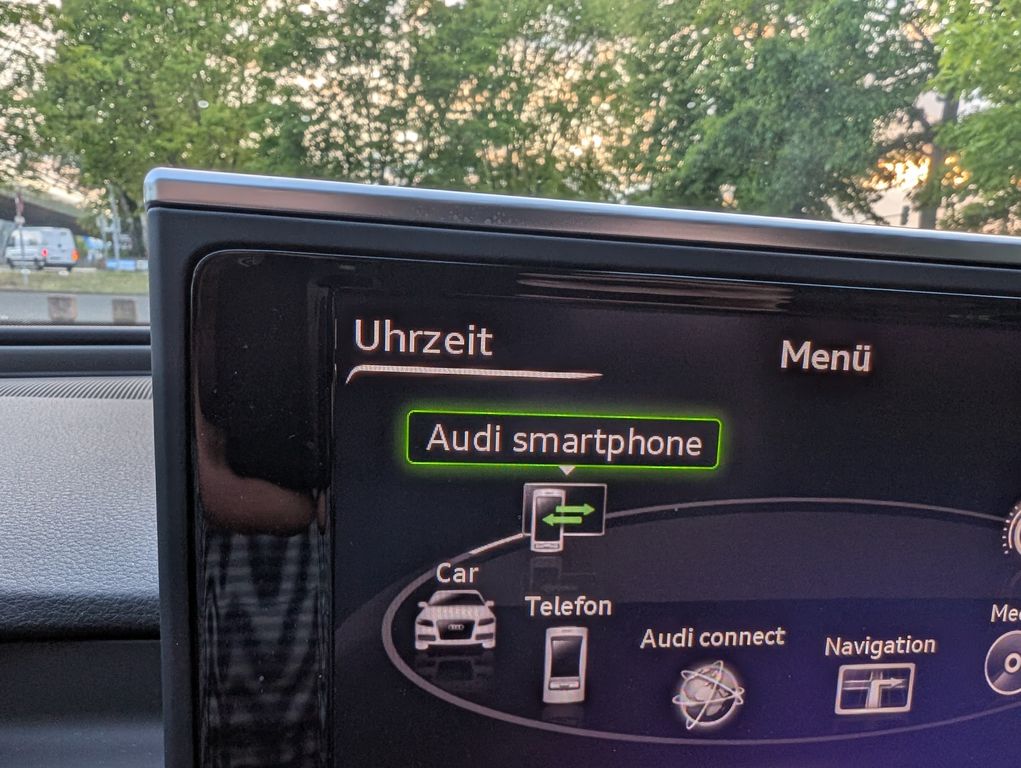 Uhrzeit
Menü
Audi smartphone
Car
Telefon
Audi connect
Navigation